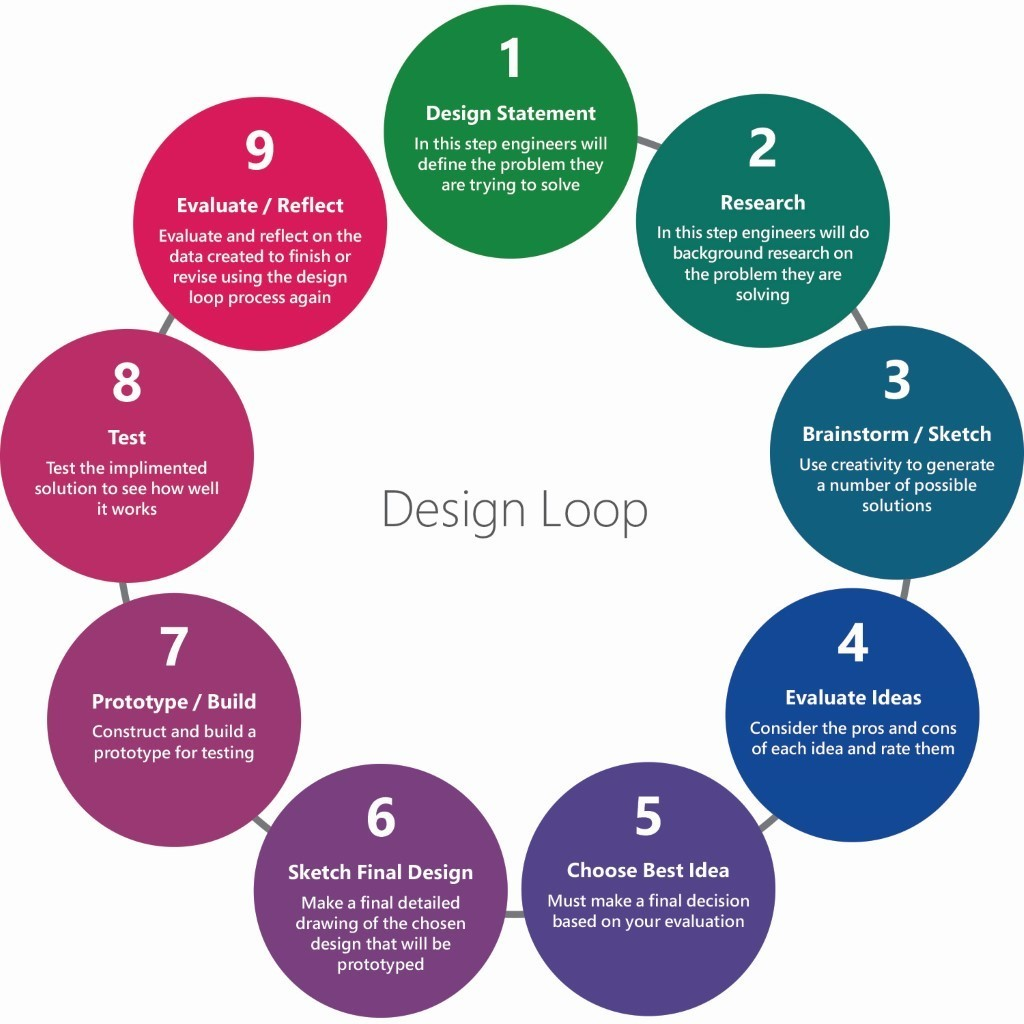 1
Design Statement
In this step engineers will
define the problem they
are trying to solve
2
Research
In this step engineers will do
background research on
the problem they are
solving
3
Brainstorm / Sketch
Use creativity to generate
a number of possible
solutions
4
Evaluate Ideas
Consider the pros and cons
of each idea and rate them
5
Choose Best Idea
Must make a final decision
based on your evaluation
6
Sketch Final Design
Make a final detailed
drawing of the chosen
design that will be
prototyped
7
Prototype / Build
Construct and build a
prototype for testing
8
Test
Test the implimented
solution to see how well
it works
9
Evaluate / Reflect
Evaluate and reflect on the
data created to finish or
revise using the design
loop process again
Design Loop